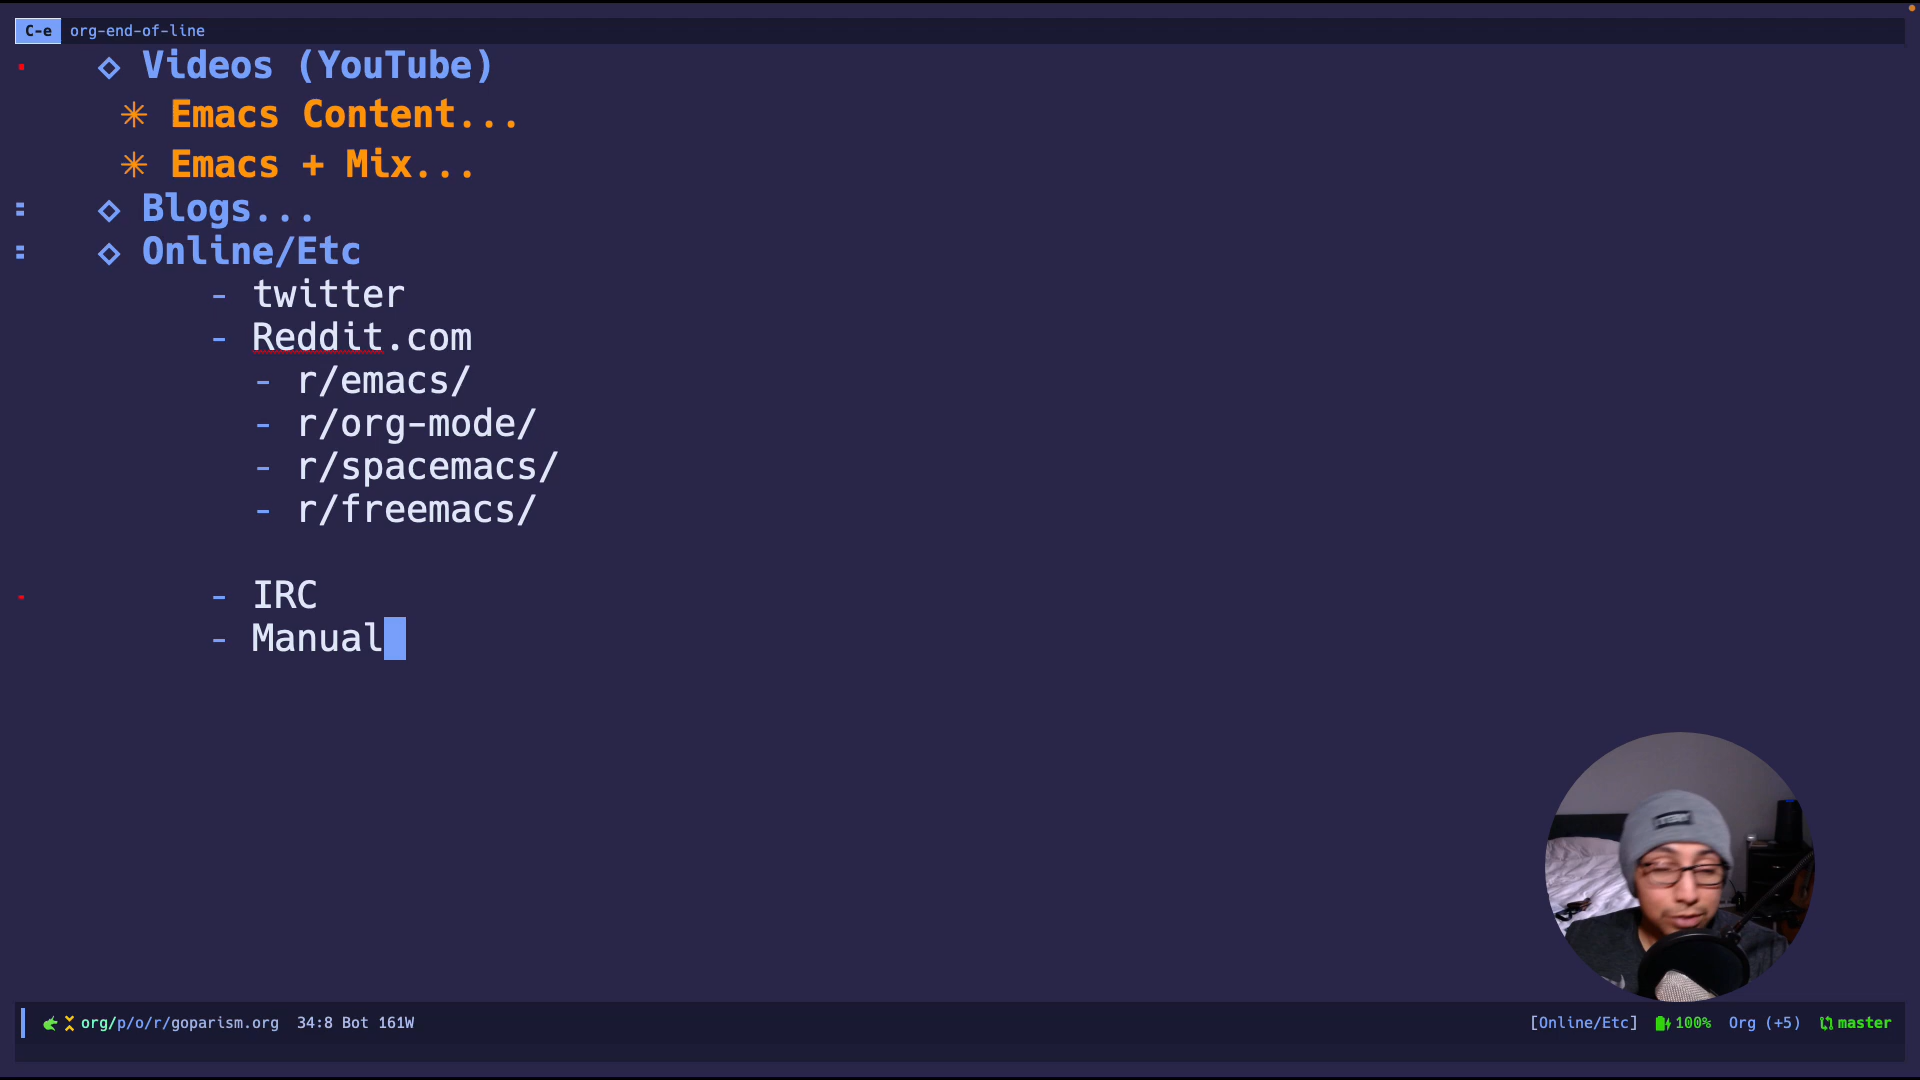 C-e org-end-of-line
◇ Videos (YouTube)
✳ Emacs Content...
✳ Emacs + Mix...
◇ Blogs...
◇ Online/Etc
- twitter
- Reddit.com
- r/emacs/
- r/org-mode/
- r/spacemacs/
- r/freemacs/
- IRC
- Manual
org/p/o/r/goparism.org 34:8 Bot 161W [Online/Etc] 100% Org (+5) master